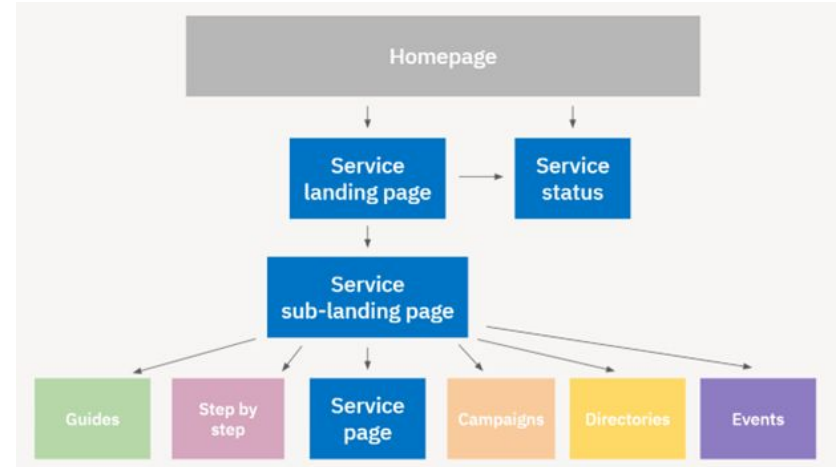 Homepage
Service
landing page
Service
status
Service
sub-landing page
Guides
Step by
step
Service
page
Campaigns
Directories
Events